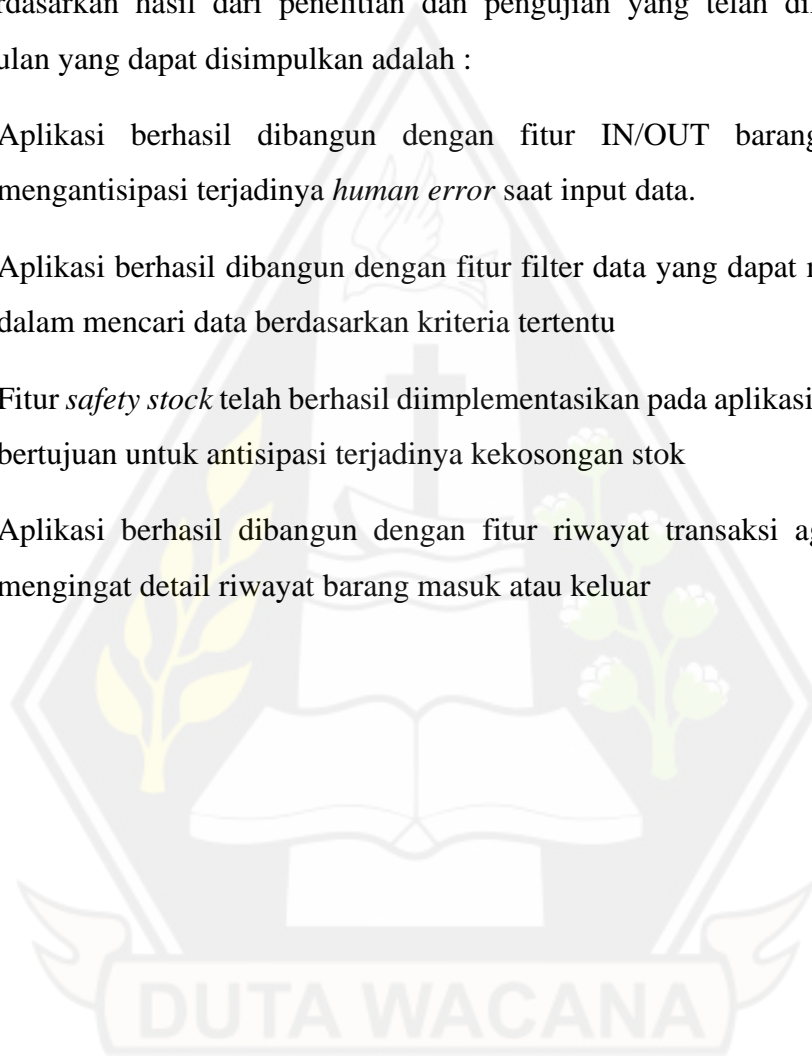 hasil dari penelitian dan pengujian yang telah
yang dapat disimpulkan adalah :
Aplikasi berhasil dibangun dengan fitur IN/OUT barang
mengantisipasi terjadinya human error saat input data.
Aplikasi berhasil dibangun dengan fitur filter data yang dapat
dalam mencari data berdasarkan kriteria tertentu
Fitur safety stock telah berhasil diimplementasikan pada aplikasi
bertujuan untuk antisipasi terjadinya kekosongan stok
Aplikasi berhasil dibangun dengan fitur riwayat transaksi
mengingat detail riwayat barang masuk atau keluar
DUTA WACANA